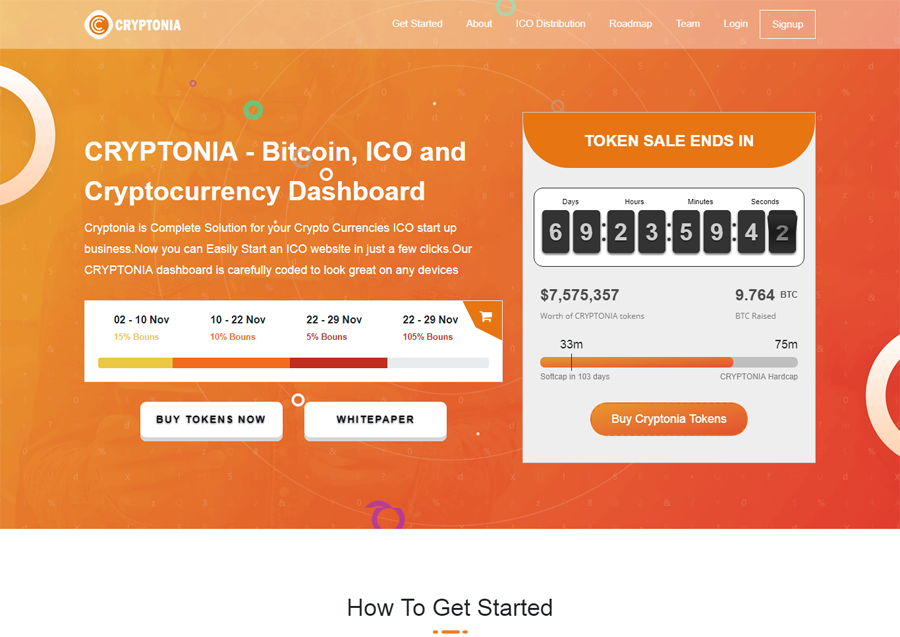 CRYPTONIA
Get Started
About
ICO Distribution
Roadmap
Team
Login
Signup
CRYPTONIA - Bitcoin, ICO and
Cryptocurrency Dashboard
Cryptonia is Complete Solution for your Crypto Currencies ICO start up
business.Now you can Easily Start an ICO website in just a few clicks.Our
CRYPTONIA dashboard is carefully coded to look great on any devices
02 - 10 Nov
15% Bouns
10 - 22 Nov
10% Bouns
22 - 29 Nov
5% Bouns
22 - 29 Nov
105% Bouns
BUY TOKENS NOW
WHITEPAPER
TOKEN SALE ENDS IN
Days Hours Minutes Seconds
69:23:59:42
$7,575,357
Worth of CRYPTONIA tokens
9.764 BTC
BTC Raised
33m
75m
Softcap in 103 days
CRYPTONIA Hardcap
Buy Cryptonia Tokens
How To Get Started